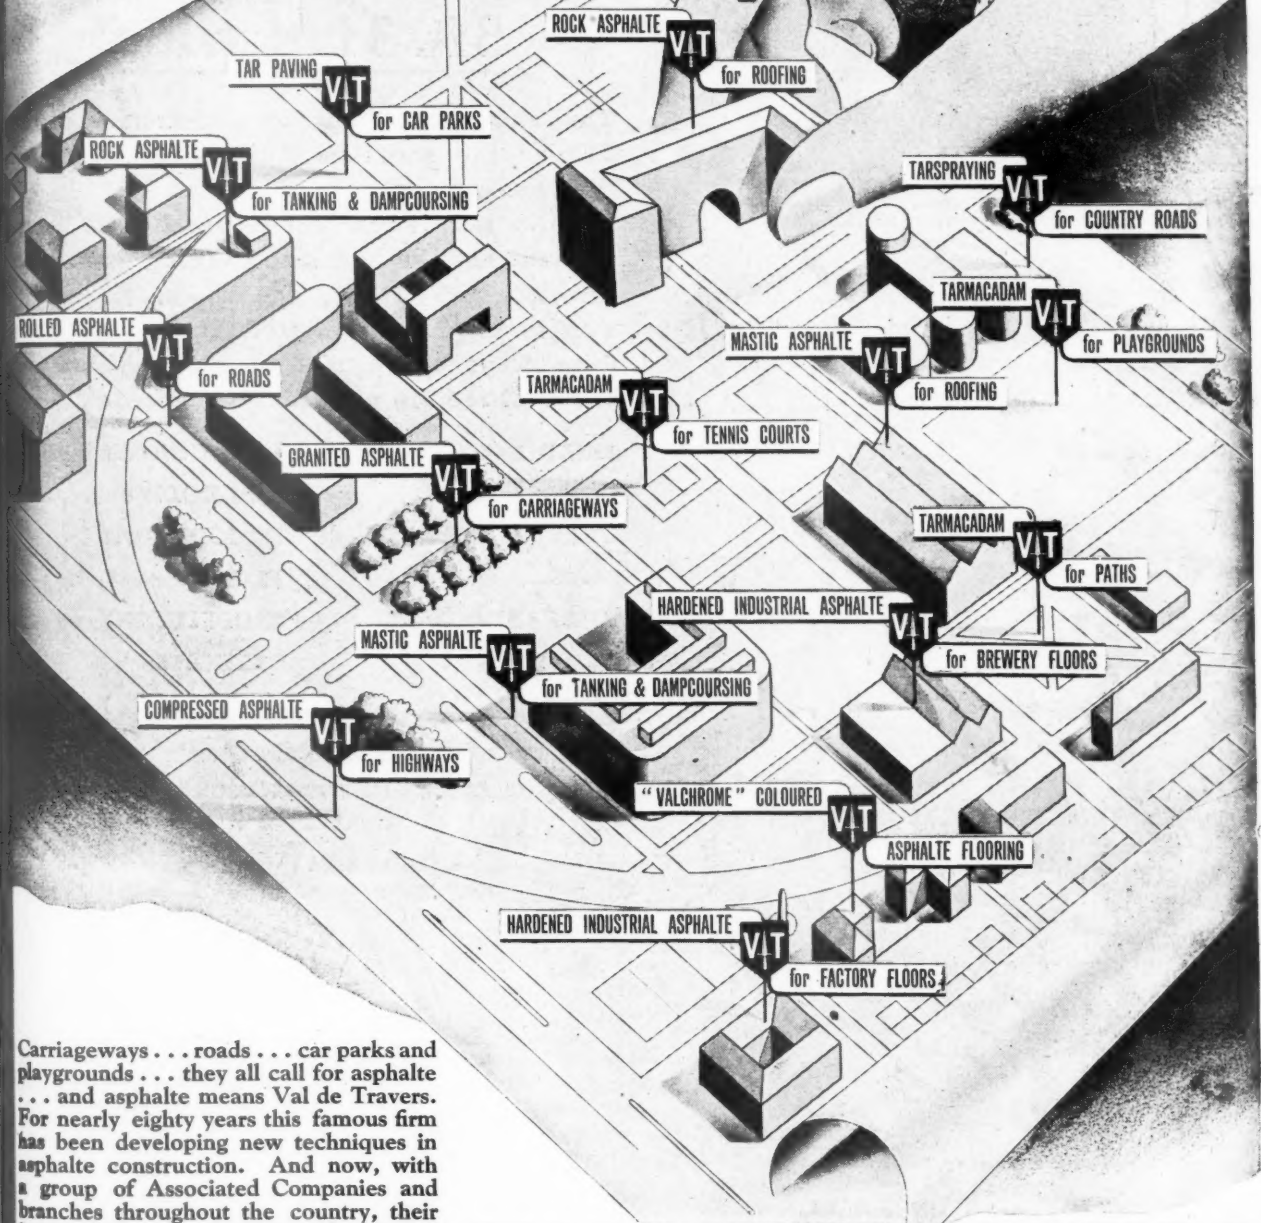 ROCK ASPHALTE
VT
for ROOFING
TAR PAVING
VT
for CAR PARKS
ROCK ASPHALTE
VT
for TANKING & DAMPCOURSING
TARSPRAYING
VT
for COUNTRY ROADS
TARMACADAM
VT
for PLAYGROUNDS
ROLLED ASPHALTE
VT
for ROADS
MASTIC ASPHALTE
VT
for ROOFING
TARMACADAM
VT
for TENNIS COURTS
GRANITED ASPHALTE
VT
for CARRIAGEWAYS
TARMACADAM
VT
for PATHS
HARDENED INDUSTRIAL ASPHALTE
VT
for BREWERY FLOORS
MASTIC ASPHALTE
VT
for TANKING & DAMPCOURSING
COMPRESSED ASPHALTE
VT
for HIGHWAYS
"VALCHROME" COLOURED
VT
ASPHALTE FLOORING
HARDENED INDUSTRIAL ASPHALTE
VT
for FACTORY FLOORS
Carriageways . . . roads . . . car parks and
playgrounds . . . they all call for asphalte
. . . and asphalte means Val de Travers.
For nearly eighty years this famous firm
has been developing new techniques in
asphalte construction. And now, with
a group of Associated Companies and
branches throughout the country, their